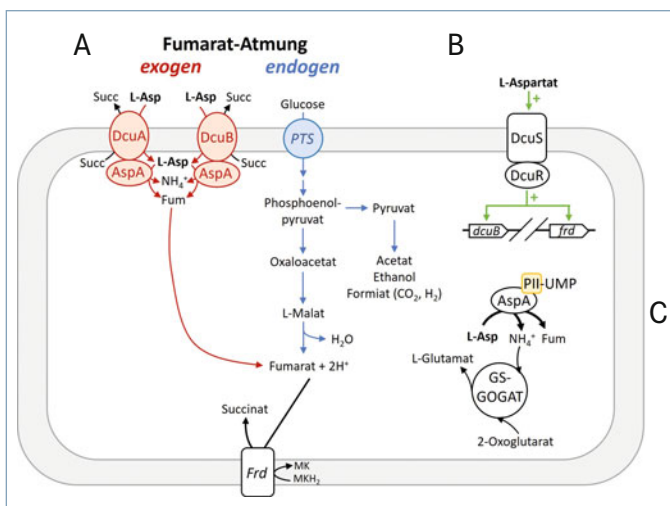 A
Fumarat-Atmung
exogen
endogen
Succ
L-Asp
L-Asp
Succ
Glucose
DcuA
DcuB
PTS
Succ
L-Asp
Succ
AspA
NH₄⁺
AspA
Fum
Phosphoenol-
pyruvat
Pyruvat
Oxaloacetat
Acetat
Ethanol
Formiat (CO₂, H₂)
L-Malat
H₂O
Fumarat + 2H⁺
Succinat
Frd
MK
MKH₂
B
L-Aspartat
+
DcuS
DcuR
+
dcuB
frd
C
PII-UMP
AspA
L-Asp
NH₄⁺
Fum
L-Glutamat
GS-
GOGAT
2-Oxoglutarat